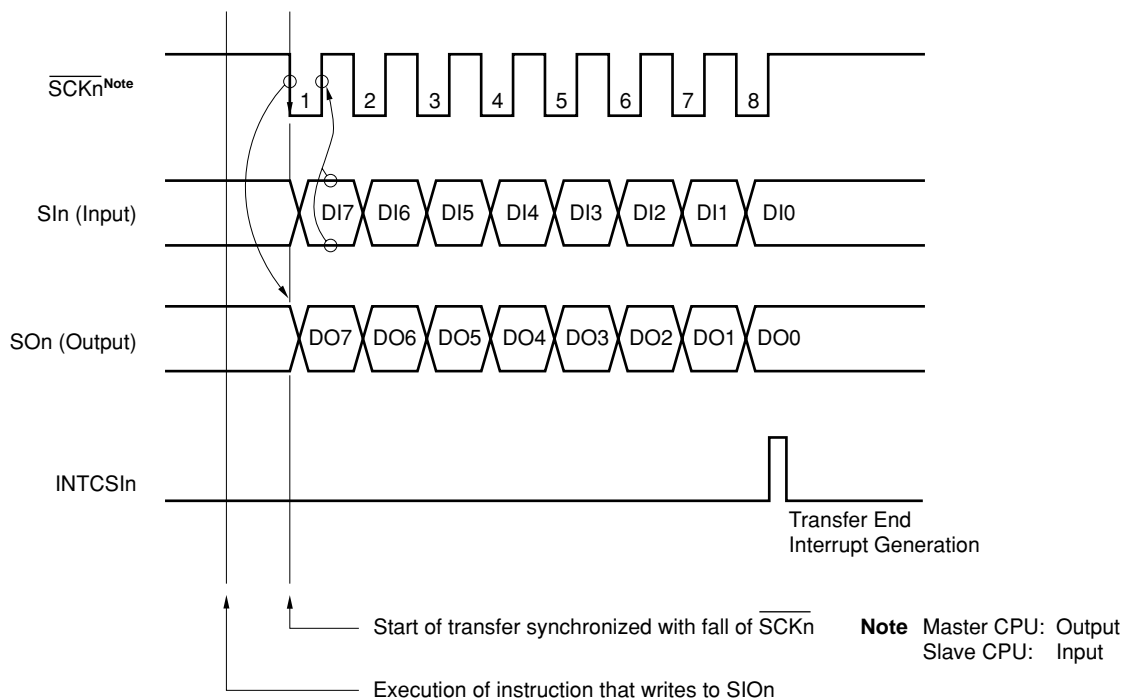 SCKnNote
1 2 3 4 5 6 7 8
SIn (Input)
DI7 DI6 DI5 DI4 DI3 DI2 DI1 DI0
SOn (Output)
DO7 DO6 DO5 DO4 DO3 DO2 DO1 DO0
INTCSIn
Transfer End
Interrupt Generation
Start of transfer synchronized with fall of SCKn
Note Master CPU: Output
Slave CPU: Input
Execution of instruction that writes to SIOn